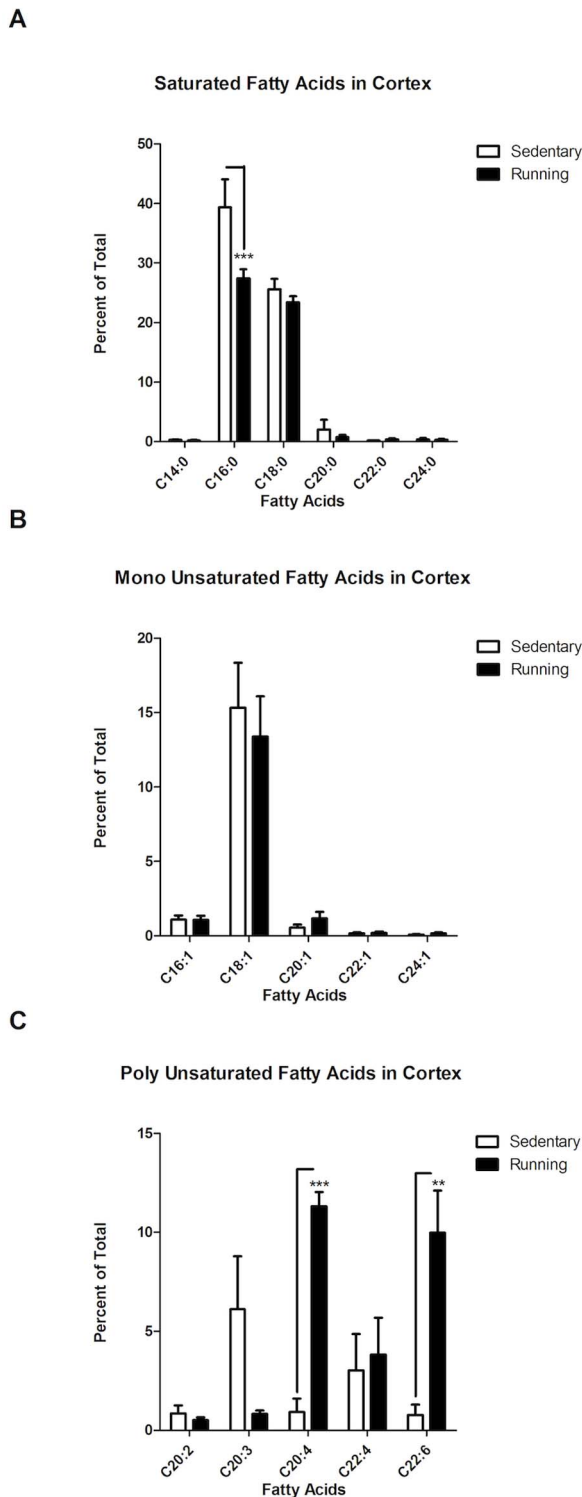 A
Saturated Fatty Acids in Cortex
Sedentary
Running
Percent of Total
50
40
30
20
10
0
***
C14:0
C16:0
C18:0
C20:0
C22:0
C24:0
Fatty Acids
B
Mono Unsaturated Fatty Acids in Cortex
Sedentary
Running
Percent of Total
20
15
10
5
0
C16:1
C18:1
C20:1
C22:1
C24:1
Fatty Acids
C
Poly Unsaturated Fatty Acids in Cortex
Sedentary
Running
Percent of Total
15
10
5
0
***
**
C20:2
C20:3
C20:4
C22:4
C22:6
Fatty Acids